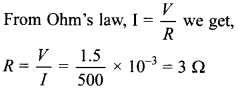 From Ohm's law, I = V/R we get,
R = V/I = 1.5/500 × 10⁻³ = 3 Ω